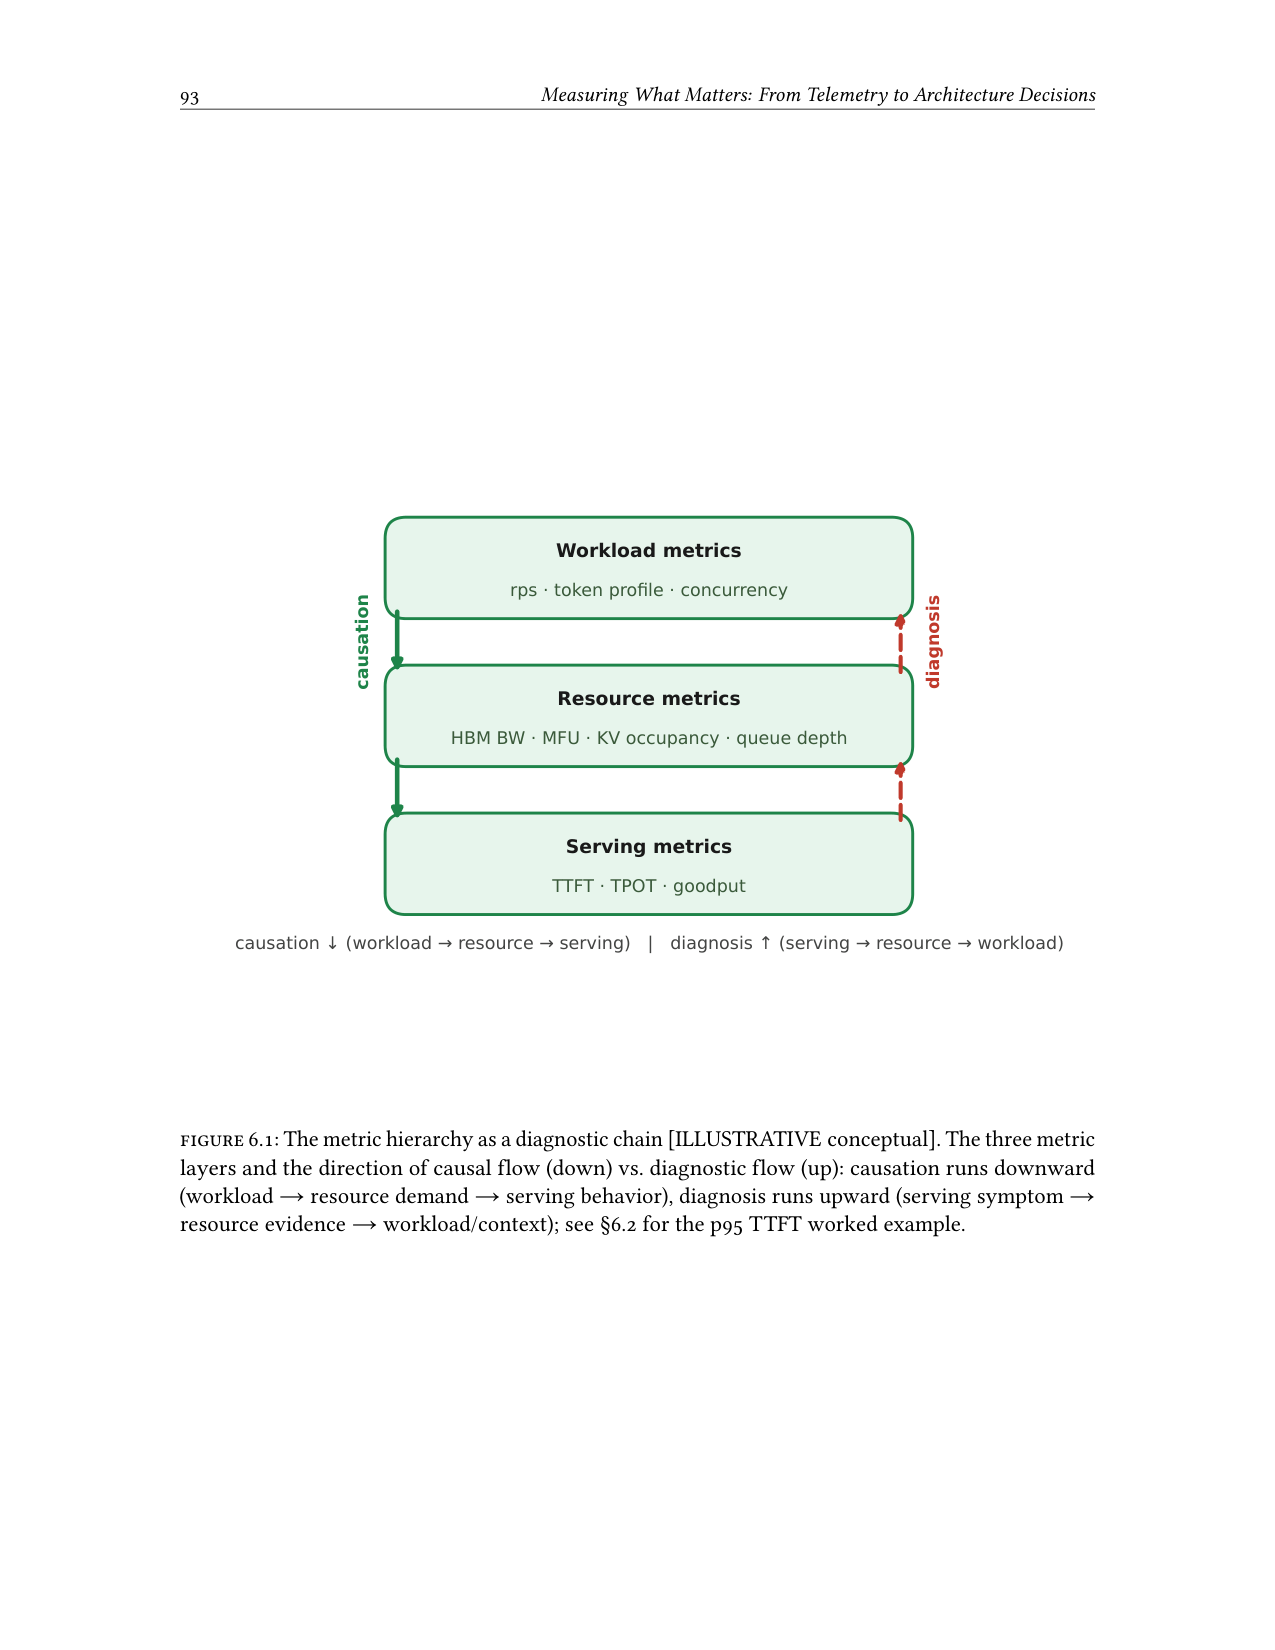 93
Measuring What Matters: From Telemetry to Architecture Decisions
Workload metrics
rps · token profile · concurrency
causation
diagnosis
Resource metrics
HBM BW · MFU · KV occupancy · queue depth
Serving metrics
TTFT · TPOT · goodput
causation ↓ (workload → resource → serving) | diagnosis ↑ (serving → resource → workload)
FIGURE 6.1: The metric hierarchy as a diagnostic chain [ILLUSTRATIVE conceptual]. The three metric
layers and the direction of causal flow (down) vs. diagnostic flow (up): causation runs downward
(workload → resource demand → serving behavior), diagnosis runs upward (serving symptom →
resource evidence → workload/context); see §6.2 for the p95 TTFT worked example.